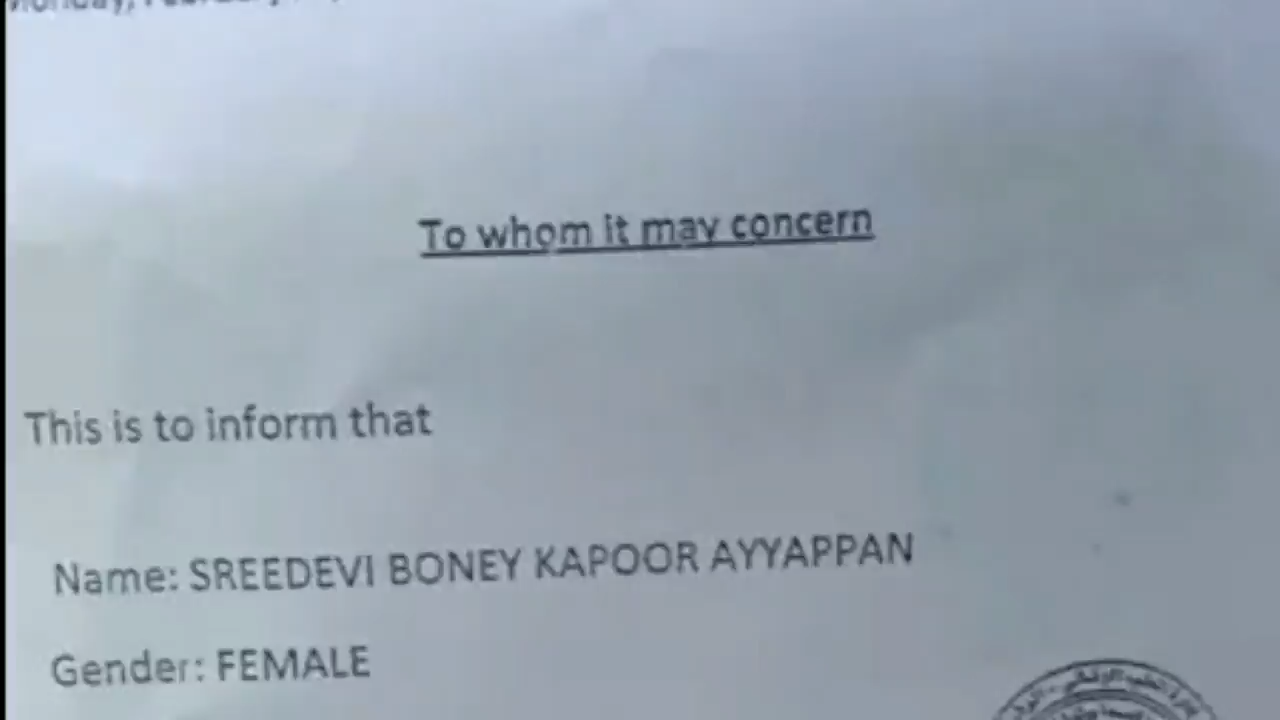 To whom it may concern
This is to inform that
Name: SREEDEVI BONEY KAPOOR AYYAPPAN
Gender: FEMALE